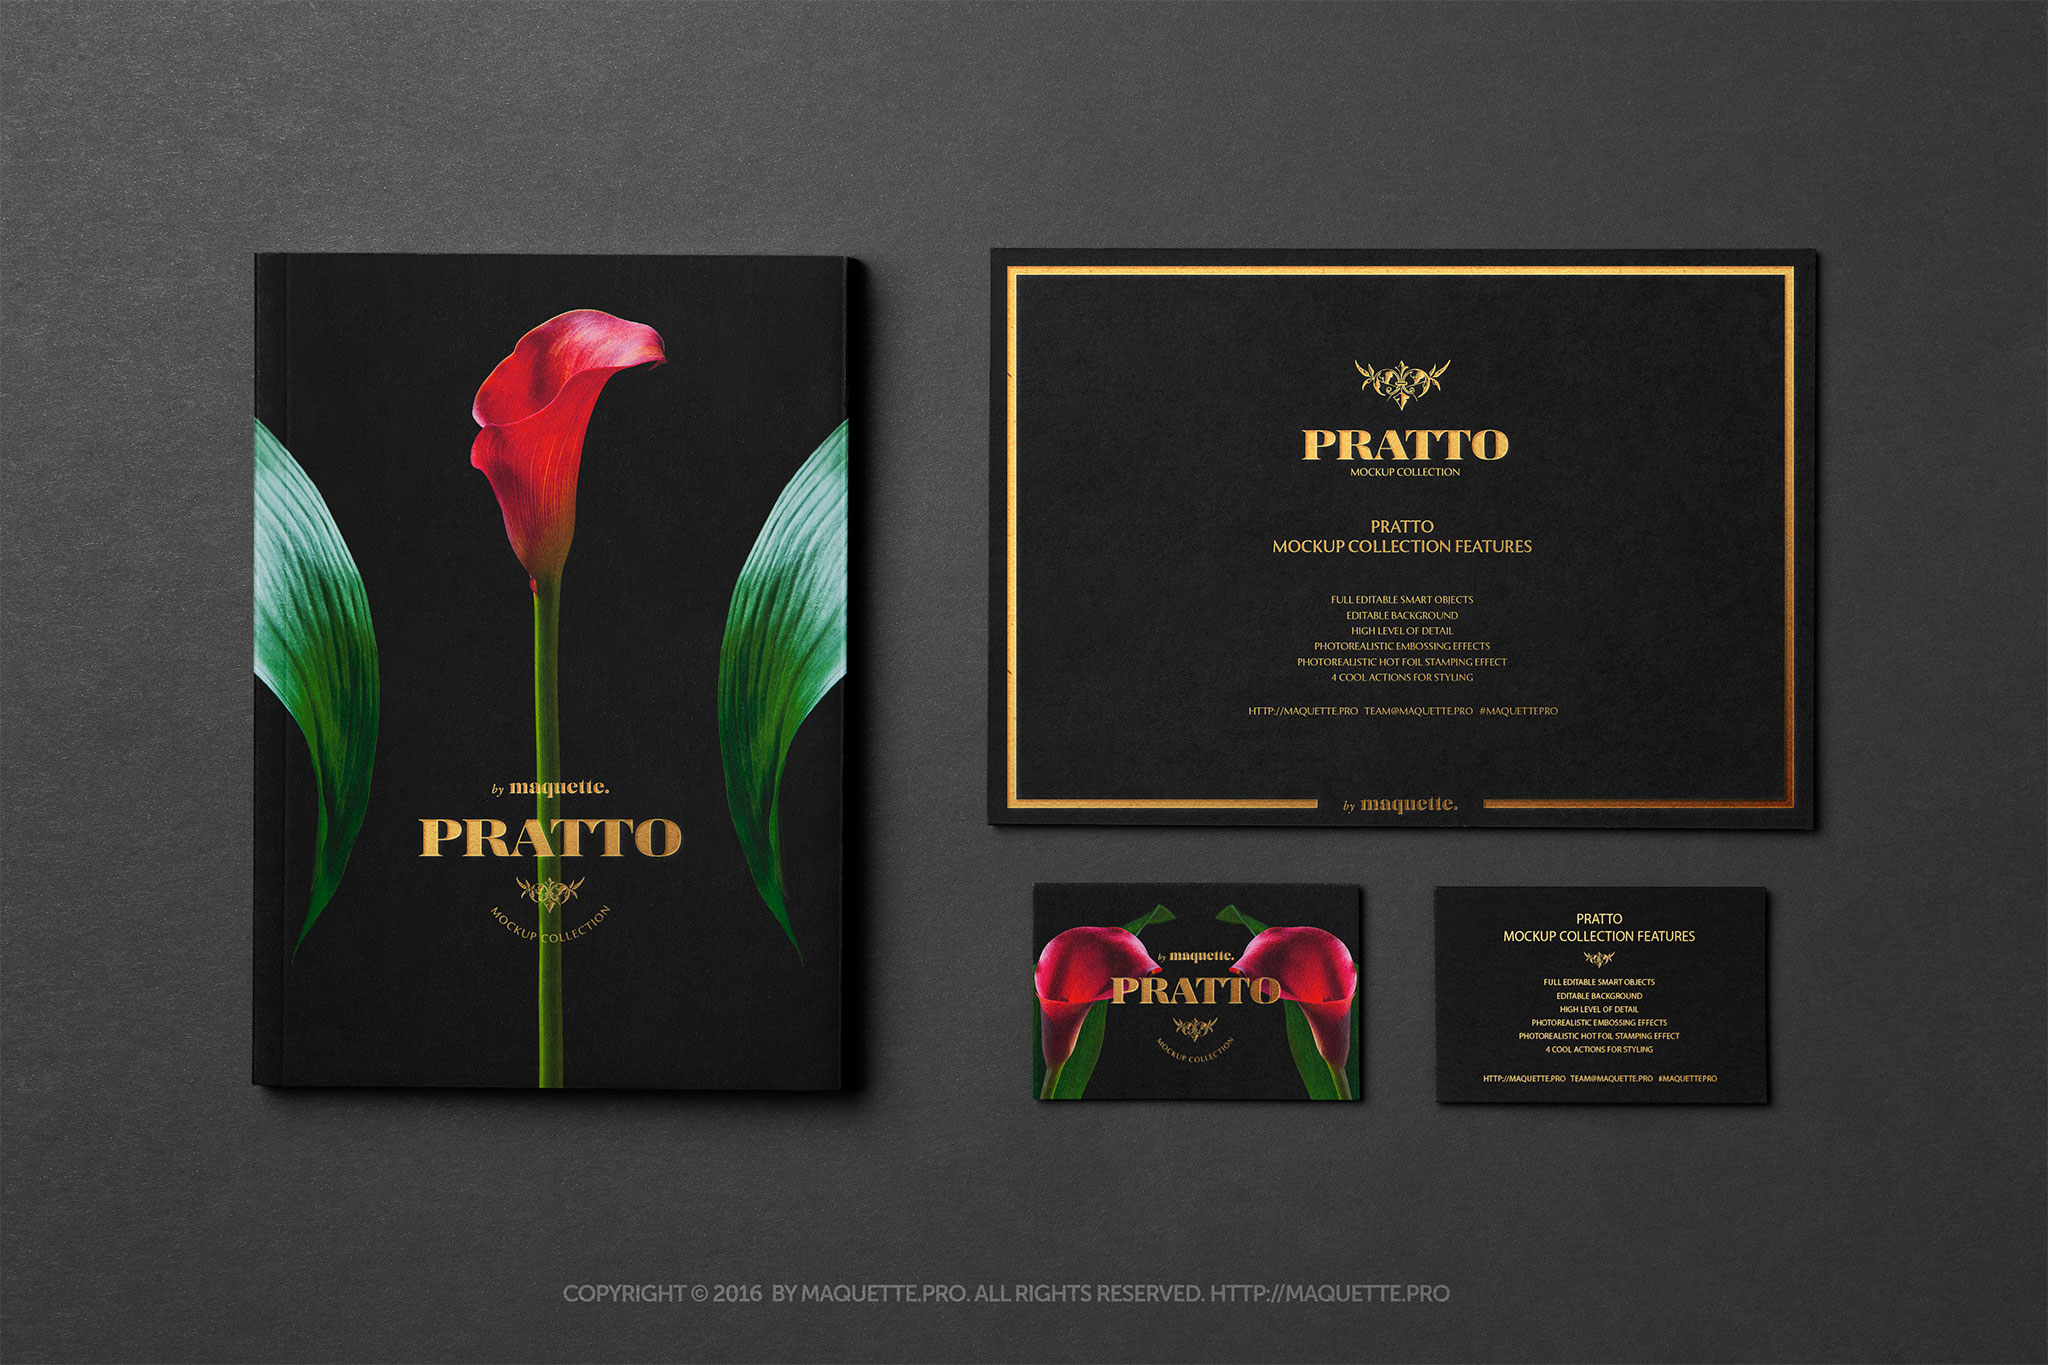 by maquette.
PRATTO
MOCKUP COLLECTION
PRATTO
MOCKUP COLLECTION
PRATTO
MOCKUP COLLECTION FEATURES
FULL EDITABLE SMART OBJECTS
EDITABLE BACKGROUND
HIGH LEVEL OF DETAIL
PHOTOREALISTIC EMBOSSING EFFECTS
PHOTOREALISTIC HOT FOIL STAMPING EFFECT
4 COOL ACTIONS FOR STYLING
HTTP://MAQUETTE.PRO TEAM@MAQUETTE.PRO #MAQUETTEPRO
by maquette.
by maquette.
PRATTO
MOCKUP COLLECTION
PRATTO
MOCKUP COLLECTION FEATURES
FULL EDITABLE SMART OBJECTS
EDITABLE BACKGROUND
HIGH LEVEL OF DETAIL
PHOTOREALISTIC EMBOSSING EFFECTS
PHOTOREALISTIC HOT FOIL STAMPING EFFECT
4 COOL ACTIONS FOR STYLING
HTTP://MAQUETTE.PRO TEAM@MAQUETTE.PRO #MAQUETTEPRO
COPYRIGHT © 2016 BY MAQUETTE.PRO. ALL RIGHTS RESERVED. HTTP://MAQUETTE.PRO